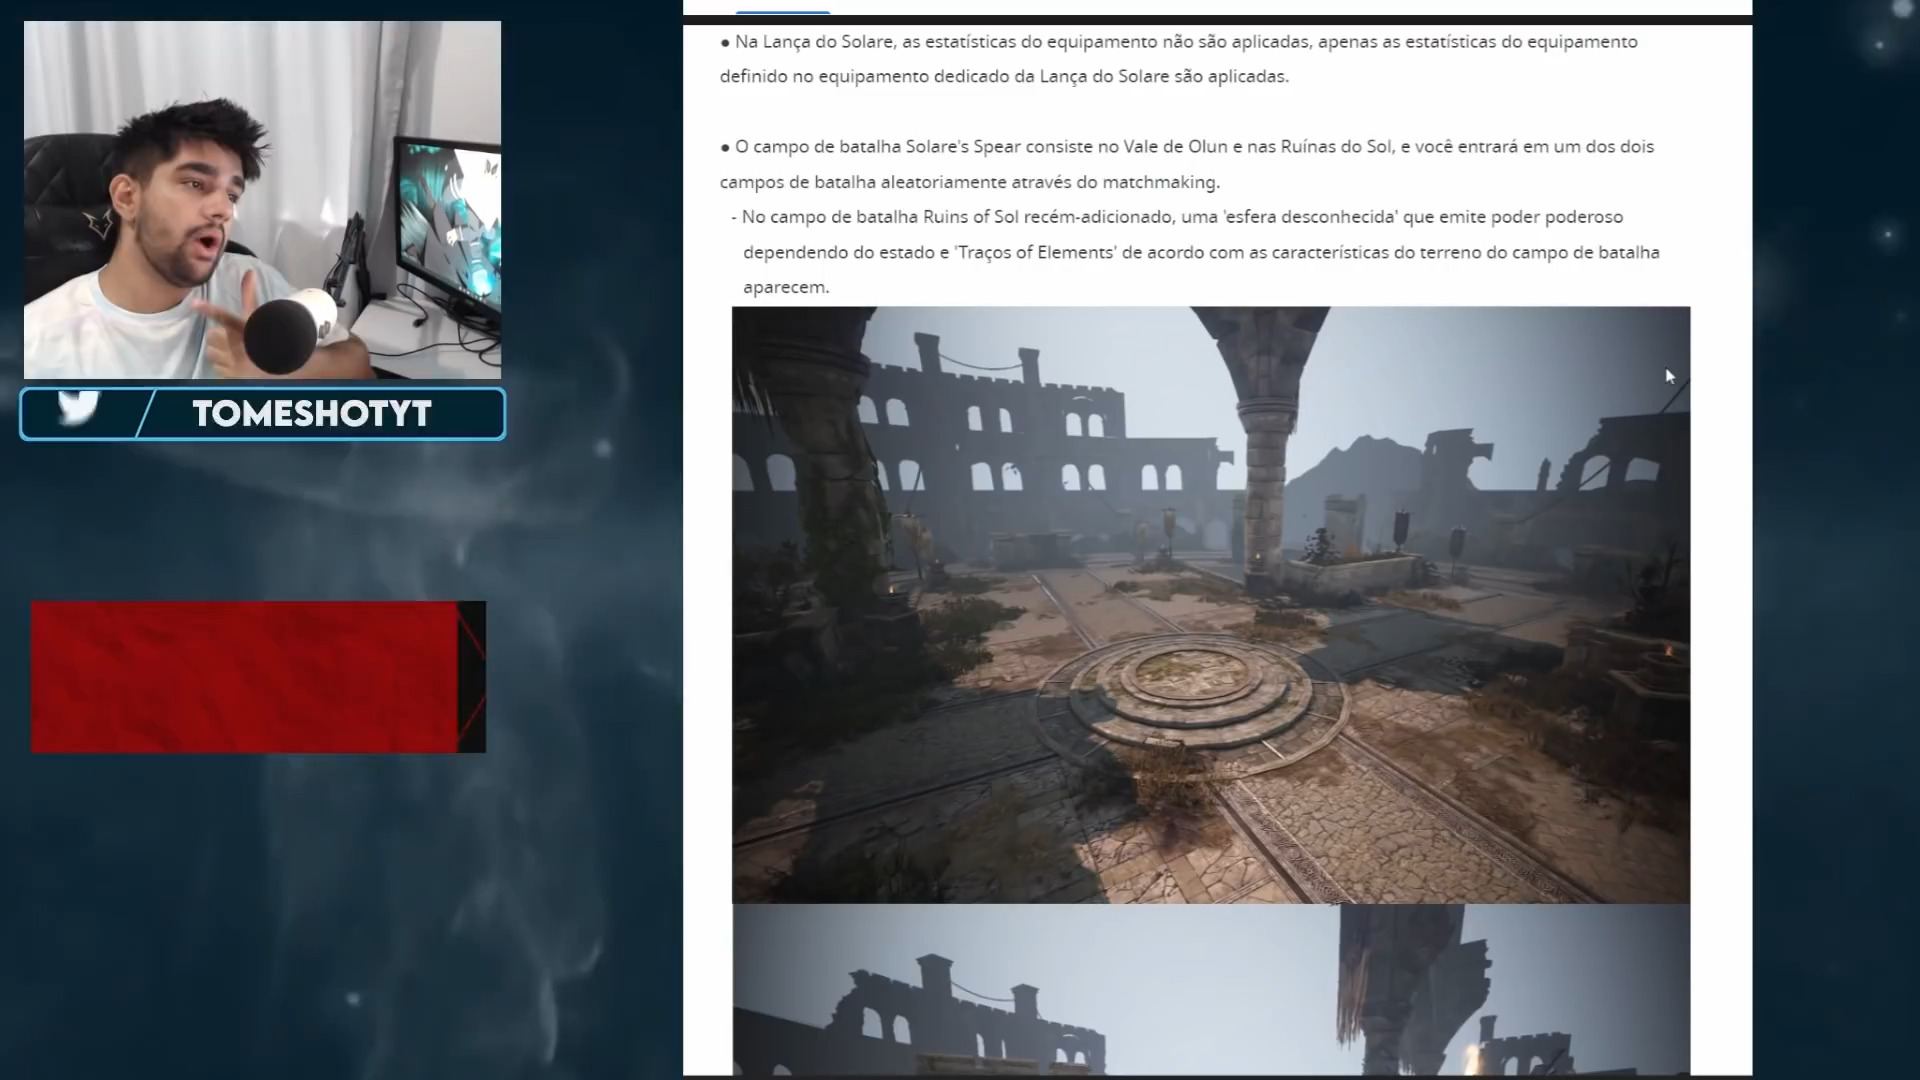 ● Na Lança do Solare, as estatísticas do equipamento não são aplicadas, apenas as estatísticas do equipamento
definido no equipamento dedicado da Lança do Solare são aplicadas.
● O campo de batalha Solare's Spear consiste no Vale de Olun e nas Ruínas do Sol, e você entrará em um dos dois
campos de batalha aleatoriamente através do matchmaking.
- No campo de batalha Ruins of Sol recém-adicionado, uma 'esfera desconhecida' que emite poder poderoso
dependendo do estado e 'Traços of Elements' de acordo com as características do terreno do campo de batalha
aparecem.
TOMESHOTYT